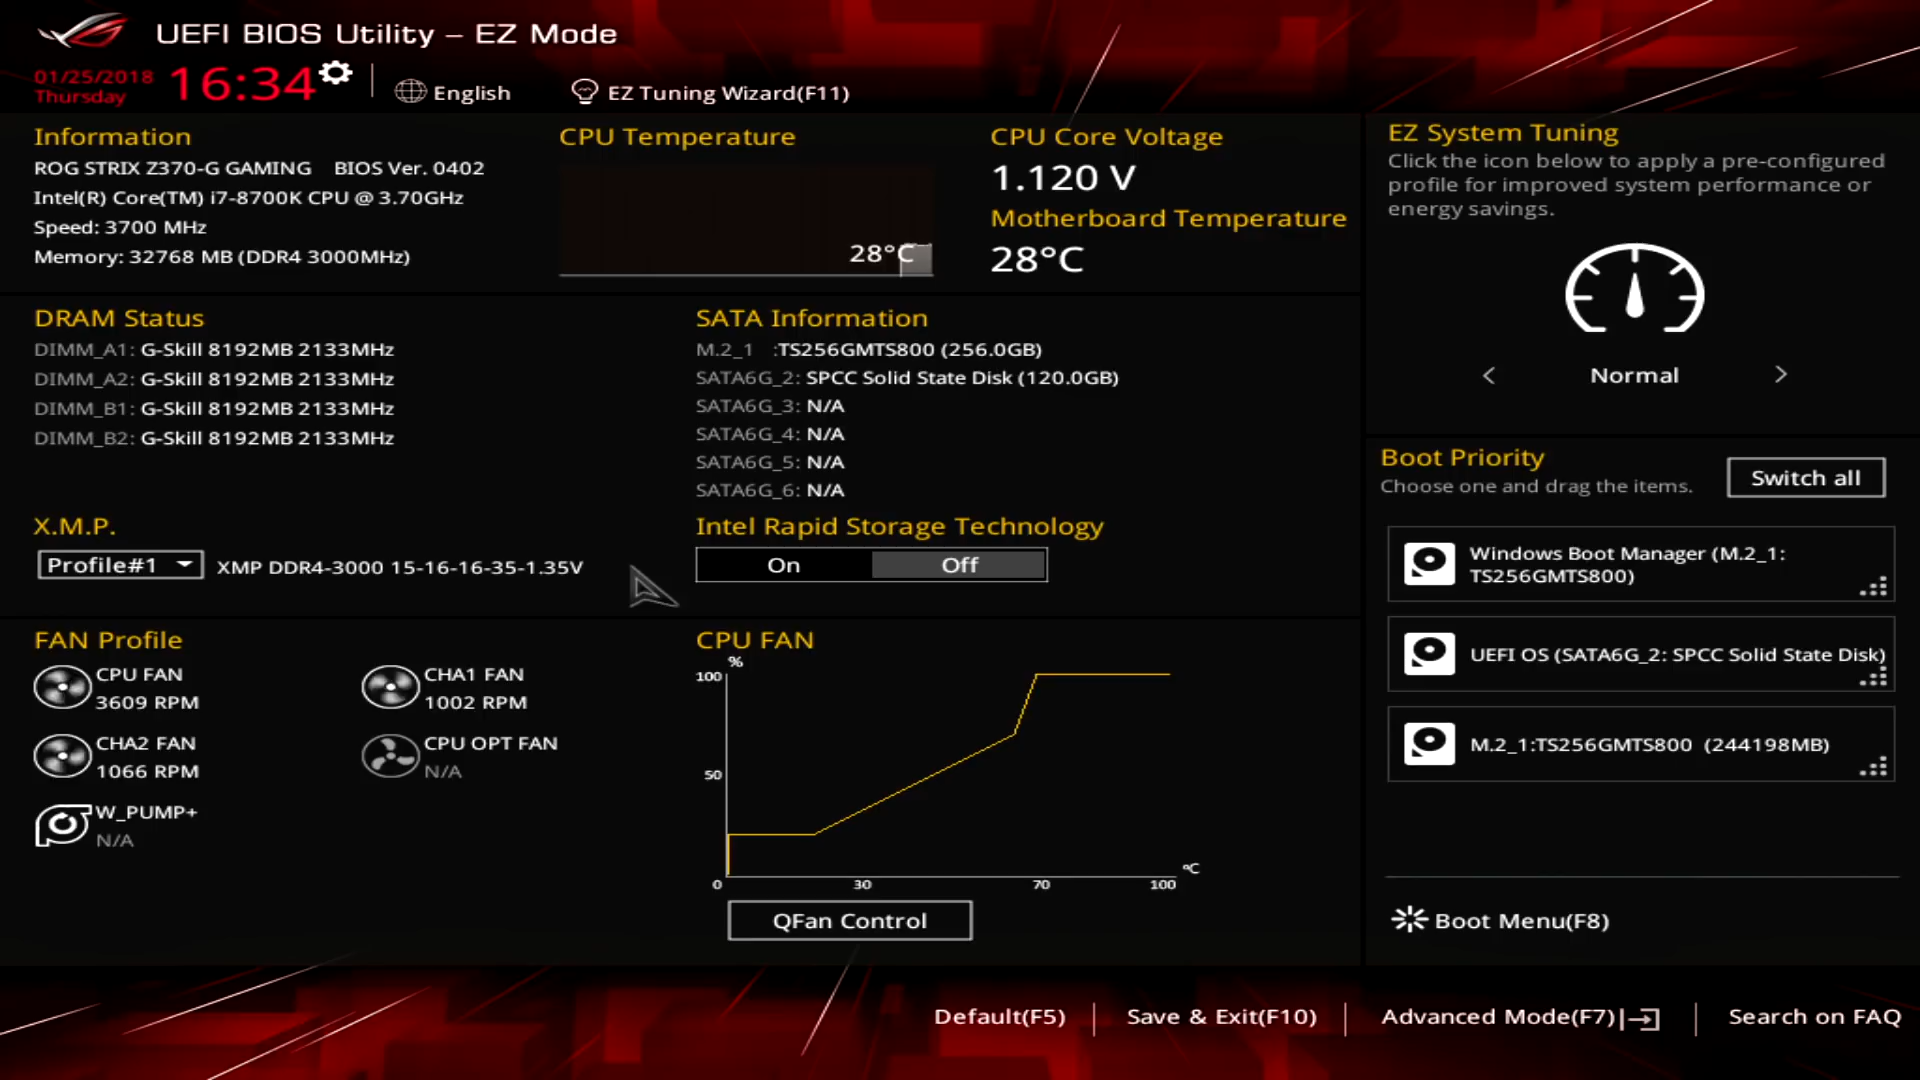 UEFI BIOS Utility – EZ Mode
01/25/2018
Thursday
16:34
English
EZ Tuning Wizard(F11)
Information
ROG STRIX Z370-G GAMING BIOS Ver. 0402
Intel(R) Core(TM) i7-8700K CPU @ 3.70GHz
Speed: 3700 MHz
Memory: 32768 MB (DDR4 3000MHz)
CPU Temperature
28°C
CPU Core Voltage
1.120 V
Motherboard Temperature
28°C
EZ System Tuning
Click the icon below to apply a pre-configured
profile for improved system performance or
energy savings.
Normal
DRAM Status
DIMM_A1: G-Skill 8192MB 2133MHz
DIMM_A2: G-Skill 8192MB 2133MHz
DIMM_B1: G-Skill 8192MB 2133MHz
DIMM_B2: G-Skill 8192MB 2133MHz
SATA Information
M.2_1 :TS256GMTS800 (256.0GB)
SATA6G_2: SPCC Solid State Disk (120.0GB)
SATA6G_3: N/A
SATA6G_4: N/A
SATA6G_5: N/A
SATA6G_6: N/A
X.M.P.
Profile#1
XMP DDR4-3000 15-16-16-35-1.35V
Intel Rapid Storage Technology
On Off
Boot Priority
Choose one and drag the items.
Switch all
Windows Boot Manager (M.2_1:
TS256GMTS800)
UEFI OS (SATA6G_2: SPCC Solid State Disk)
M.2_1:TS256GMTS800 (244198MB)
Boot Menu(F8)
FAN Profile
CPU FAN
3609 RPM
CHA1 FAN
1002 RPM
CHA2 FAN
1066 RPM
CPU OPT FAN
N/A
W_PUMP+
N/A
CPU FAN
%
100
50
0 30 70 100
°C
QFan Control
Default(F5)
Save & Exit(F10)
Advanced Mode(F7)
Search on FAQ